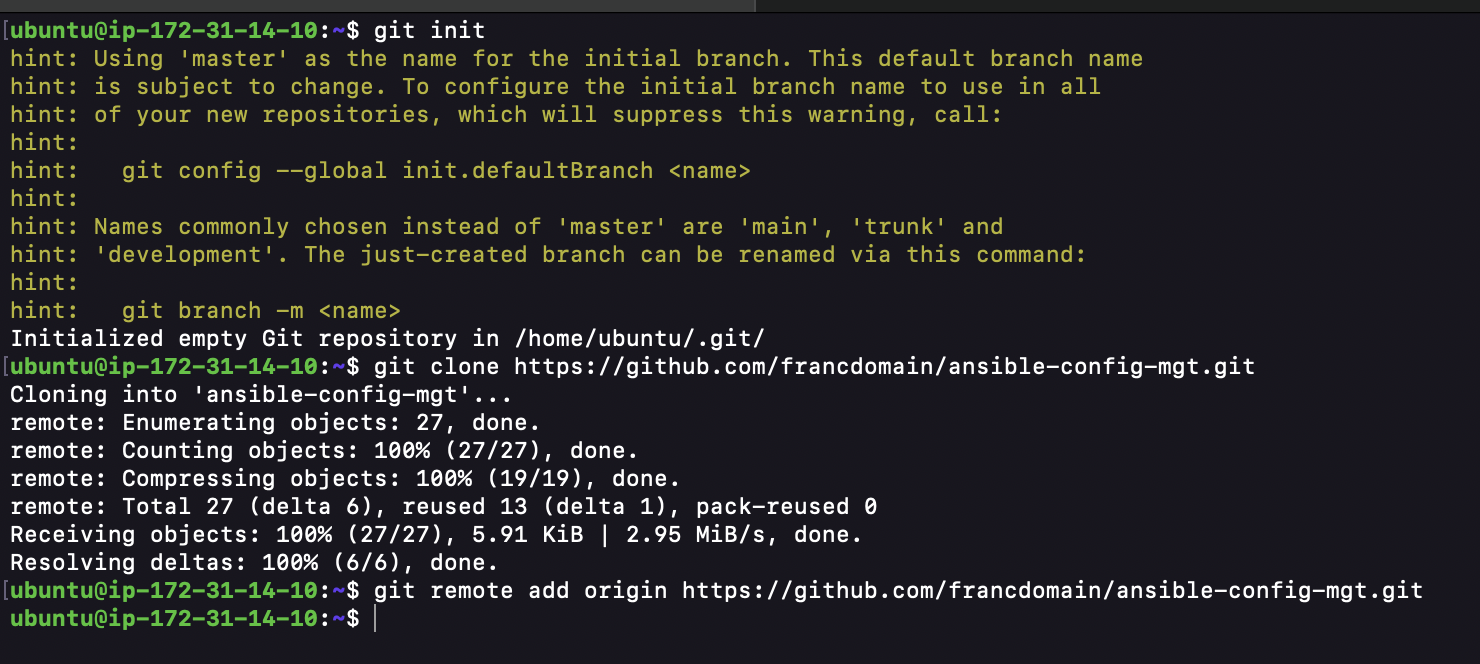 [ubuntu@ip-172-31-14-10:~$ git init
hint: Using 'master' as the name for the initial branch. This default branch name
hint: is subject to change. To configure the initial branch name to use in all
hint: of your new repositories, which will suppress this warning, call:
hint:
hint:   git config --global init.defaultBranch <name>
hint:
hint: Names commonly chosen instead of 'master' are 'main', 'trunk' and
hint: 'development'. The just-created branch can be renamed via this command:
hint:
hint:   git branch -m <name>
Initialized empty Git repository in /home/ubuntu/.git/
[ubuntu@ip-172-31-14-10:~$ git clone https://github.com/francdomain/ansible-config-mgt.git
Cloning into 'ansible-config-mgt'...
remote: Enumerating objects: 27, done.
remote: Counting objects: 100% (27/27), done.
remote: Compressing objects: 100% (19/19), done.
remote: Total 27 (delta 6), reused 13 (delta 1), pack-reused 0
Receiving objects: 100% (27/27), 5.91 KiB | 2.95 MiB/s, done.
Resolving deltas: 100% (6/6), done.
[ubuntu@ip-172-31-14-10:~$ git remote add origin https://github.com/francdomain/ansible-config-mgt.git
ubuntu@ip-172-31-14-10:~$